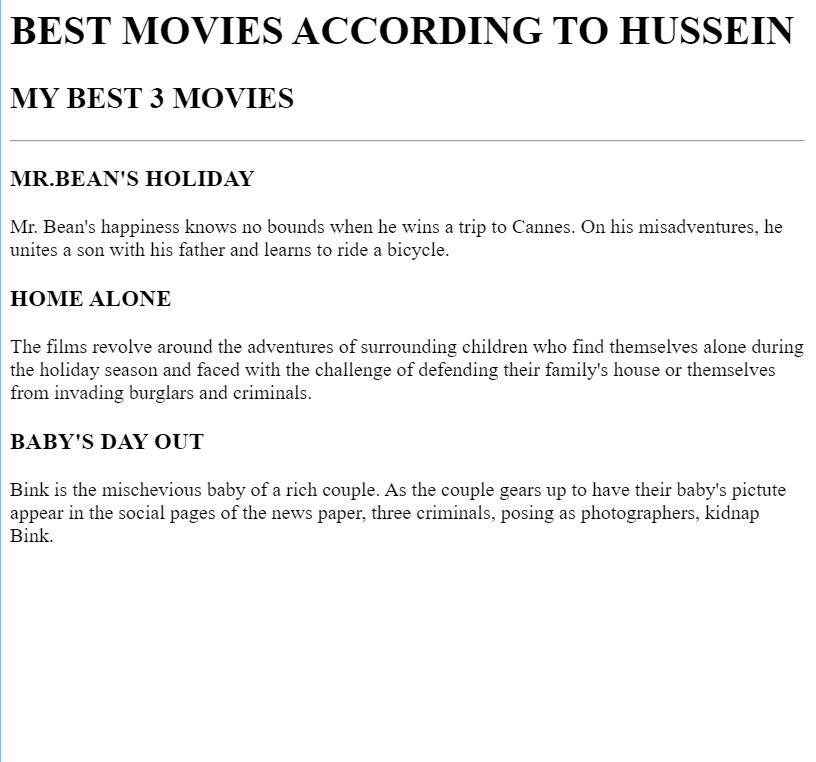 BEST MOVIES ACCORDING TO HUSSEIN
MY BEST 3 MOVIES
MR.BEAN'S HOLIDAY
Mr. Bean's happiness knows no bounds when he wins a trip to Cannes. On his misadventures, he
unites a son with his father and learns to ride a bicycle.
HOME ALONE
The films revolve around the adventures of surrounding children who find themselves alone during
the holiday season and faced with the challenge of defending their family's house or themselves
from invading burglars and criminals.
BABY'S DAY OUT
Bink is the mischevious baby of a rich couple. As the couple gears up to have their baby's pictute
appear in the social pages of the news paper, three criminals, posing as photographers, kidnap
Bink.